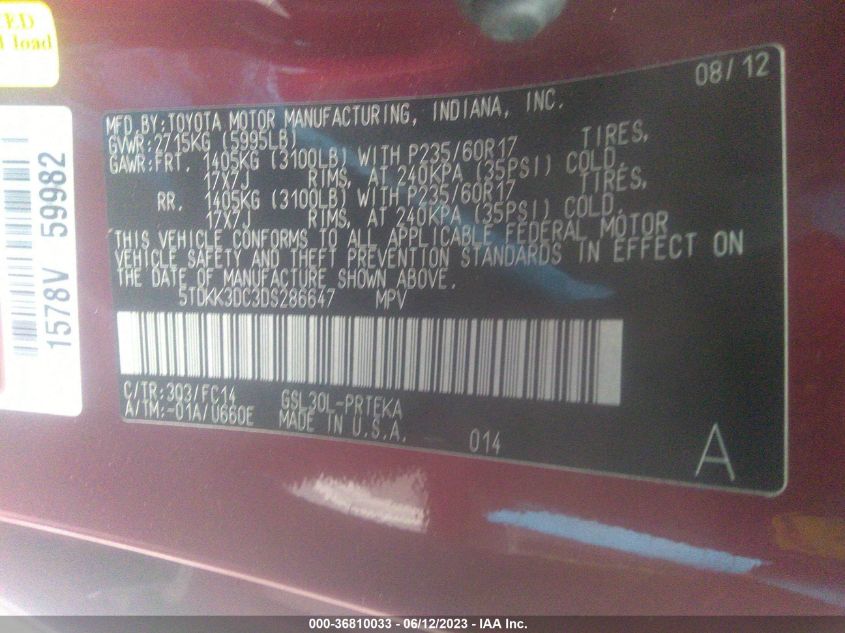 ED
l load
1578V 59982
08/12
MFD.BY:TOYOTA MOTOR MANUFACTURING, INDIANA, INC.
GVWR:2715KG (5995LB)
GAWR:FRT. 1405KG (3100LB) WITH P235/60R17 TIRES,
17X7J RIMS, AT 240KPA (35PSI) COLD.
RR. 1405KG (3100LB) WITH P235/60R17 TIRES,
17X7J RIMS, AT 240KPA (35PSI) COLD.
THIS VEHICLE CONFORMS TO ALL APPLICABLE FEDERAL MOTOR
VEHICLE SAFETY AND THEFT PREVENTION STANDARDS IN EFFECT ON
THE DATE OF MANUFACTURE SHOWN ABOVE.
5TDKK3DC3DS286647 MPV
C/TR:3Q3/FC14 GSL30L-PRTEKA
A/TM:-01A/U660E MADE IN U.S.A.
014
A
000-36810033 - 06/12/2023 - IAA Inc.